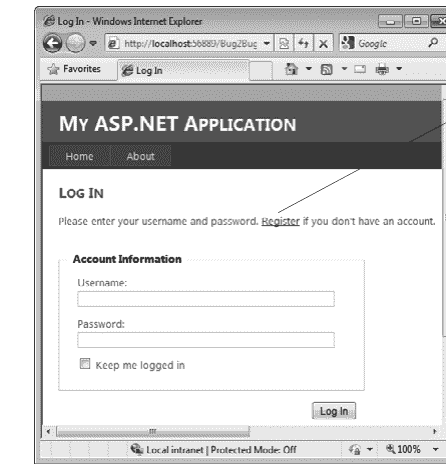 Log In - Windows Internet Explorer
http://localhost:56889/Bug2Bug
Google
Favorites
Log In
MY ASP.NET APPLICATION
Home About
LOG IN
Please enter your username and password. Register if you don't have an account.
Account Information
Username:
Password:
Keep me logged in
Log In
Local intranet | Protected Mode: Off
100%